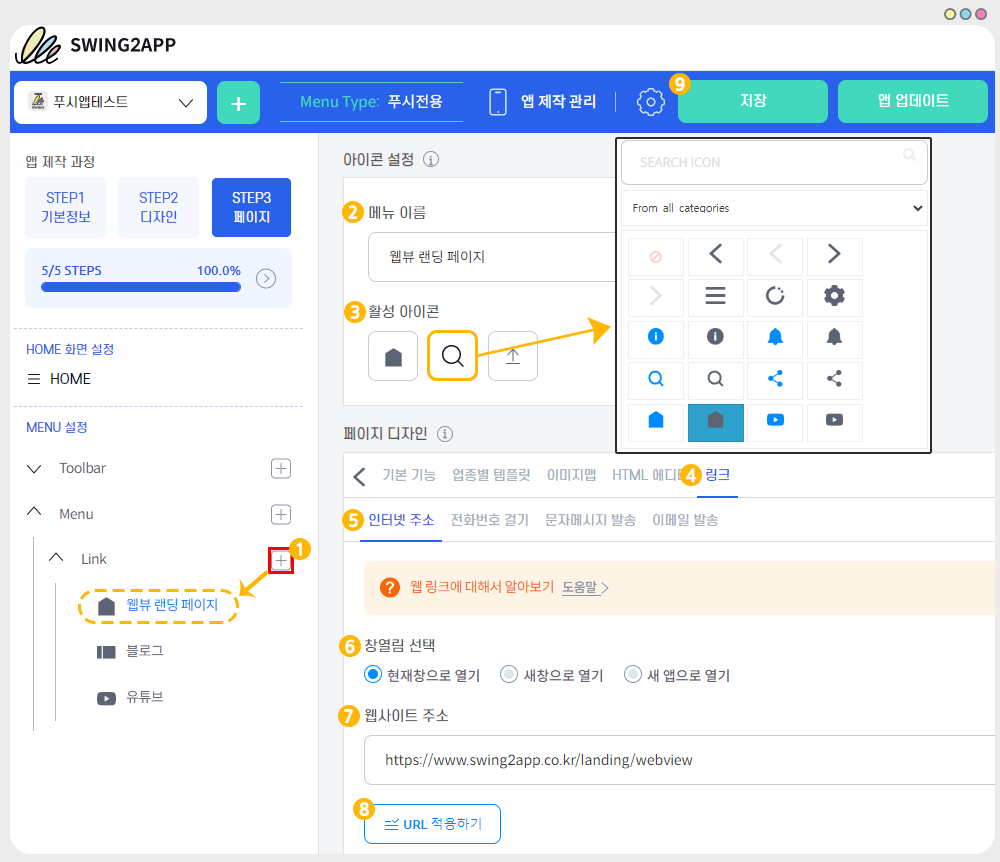 SWING2APP
푸시앱테스트
+
Menu Type: 푸시전용
앱 제작 관리
9
저장
앱 업데이트
앱 제작 과정
STEP1
기본정보
STEP2
디자인
STEP3
페이지
5/5 STEPS
100.0%
HOME 화면 설정
HOME
MENU 설정
Toolbar
Menu
Link
1
웹뷰 랜딩 페이지
블로그
유튜브
아이콘 설정
2 메뉴 이름
웹뷰 랜딩 페이지
3 활성 아이콘
SEARCH ICON
From all categories
페이지 디자인
기본 기능
업종별 템플릿
이미지맵
HTML 에디
4 링크
5 인터넷 주소
전화번호 걸기
문자메시지 발송
이메일 발송
? 웹 링크에 대해서 알아보기 도움말 >
6 창열림 선택
현재창으로 열기
새창으로 열기
새 앱으로 열기
7 웹사이트 주소
https://www.swing2app.co.kr/landing/webview
8
URL 적용하기